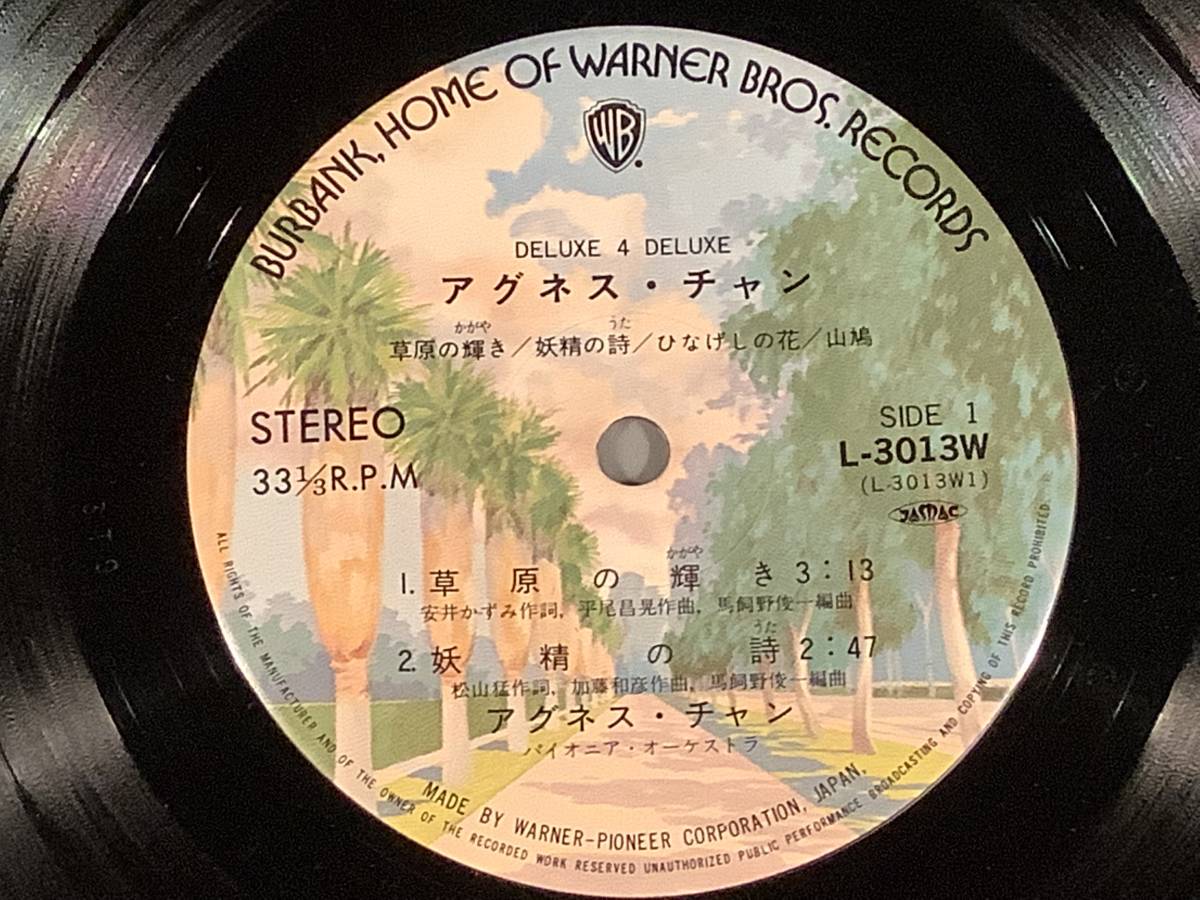 BURBANK, HOME OF WARNER BROS. RECORDS
WB
DELUXE 4 DELUXE
アグネス・チャン
かがや うた
草原の輝き/妖精の詩/ひなげしの花/山鳩
STEREO
33⅓R.P.M
SIDE 1
L-3013W
(L-3013W1)
JASRAC
かがや
1. 草原の輝き 3:13
安井かずみ作詞, 平尾昌晃作曲, 馬飼野俊一編曲
うた
2. 妖精の詩 2:47
松山猛作詞, 加藤和彦作曲, 馬飼野俊一編曲
アグネス・チャン
パイオニア・オーケストラ
MADE BY WARNER-PIONEER CORPORATION, JAPAN,
ALL RIGHTS OF THE MANUFACTURER AND OF THE OWNER OF THE RECORDED WORK RESERVED UNAUTHORIZED PUBLIC PERFORMANCE BROADCASTING AND COPYING OF THIS RECORD PROHIBITED